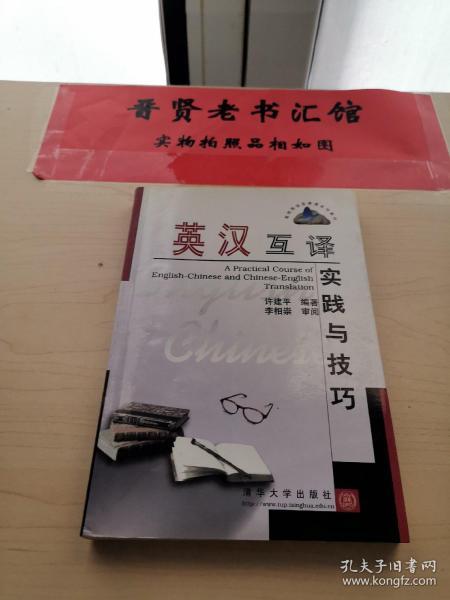 晋贤老书汇馆
实物拍照品相如图
英汉互译
实践与技巧
A Practical Course of
English-Chinese and Chinese-English
Translation
许建平 编著
李相崇 审阅
Chinese
清华大学出版社
http://www.tup.tsinghua.edu.cn
孔夫子旧书网
www.kongfz.com